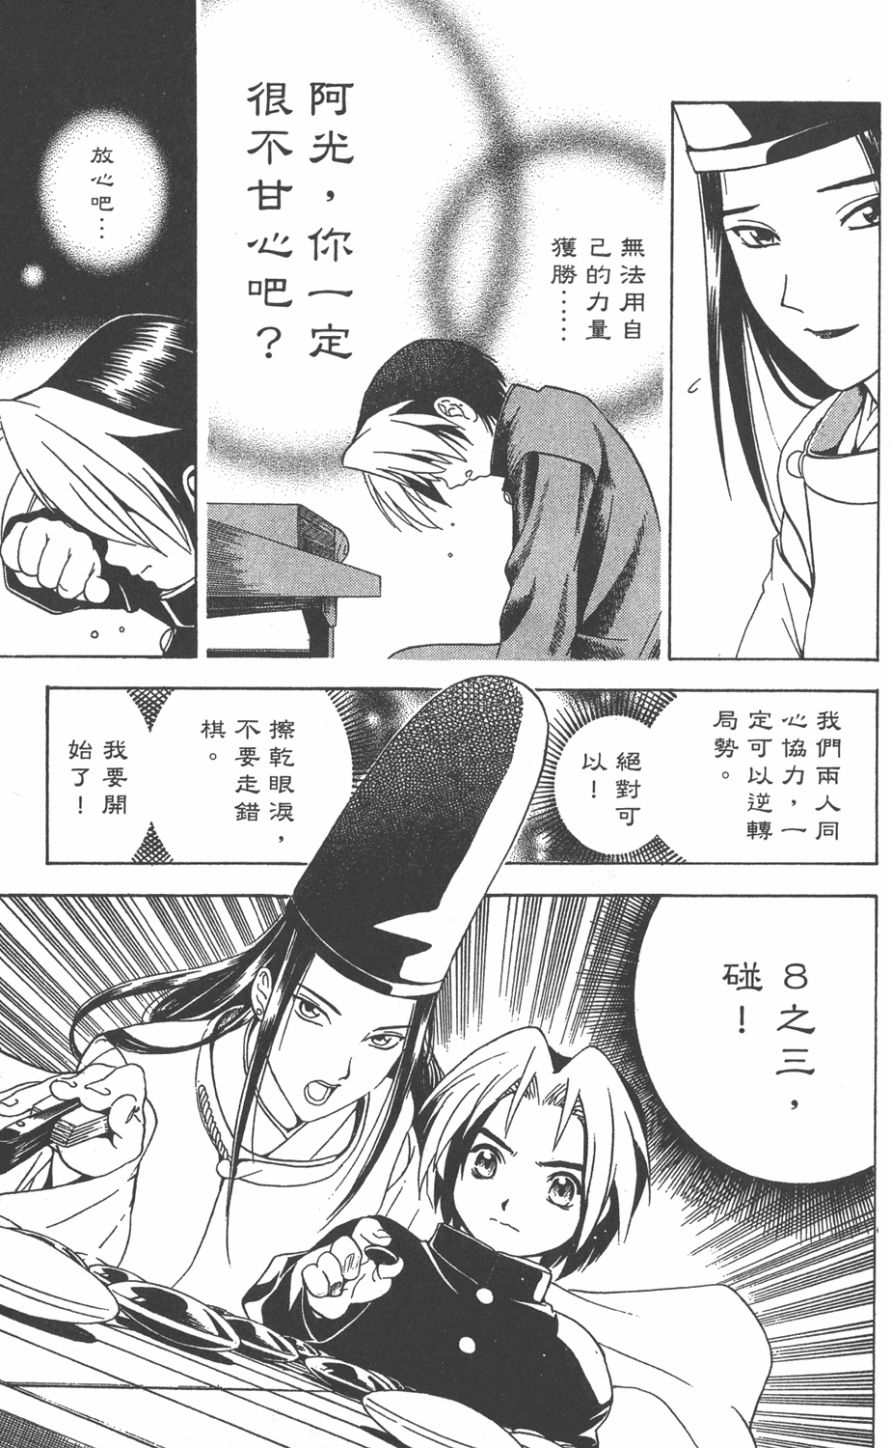 無法用自
己的力量
獲勝……
阿光，你一定
很不甘心吧？
放心吧…
我們兩人同
心協力，一
定可以逆轉
局勢。
絕對可
以！
擦乾眼淚，
不要走錯
棋。
我要開
始了！
8之三，
碰！